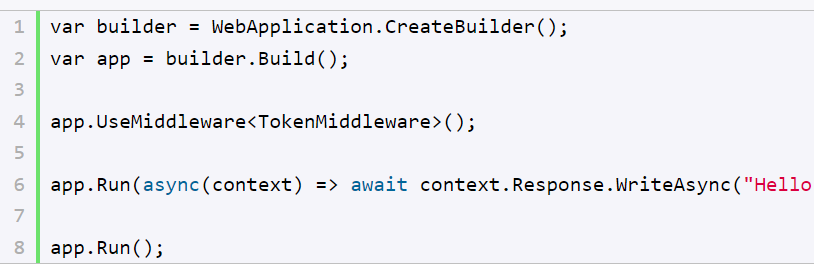 1 var builder = WebApplication.CreateBuilder();
2 var app = builder.Build();
3
4 app.UseMiddleware<TokenMiddleware>();
5
6 app.Run(async(context) => await context.Response.WriteAsync("Hello
7
8 app.Run();